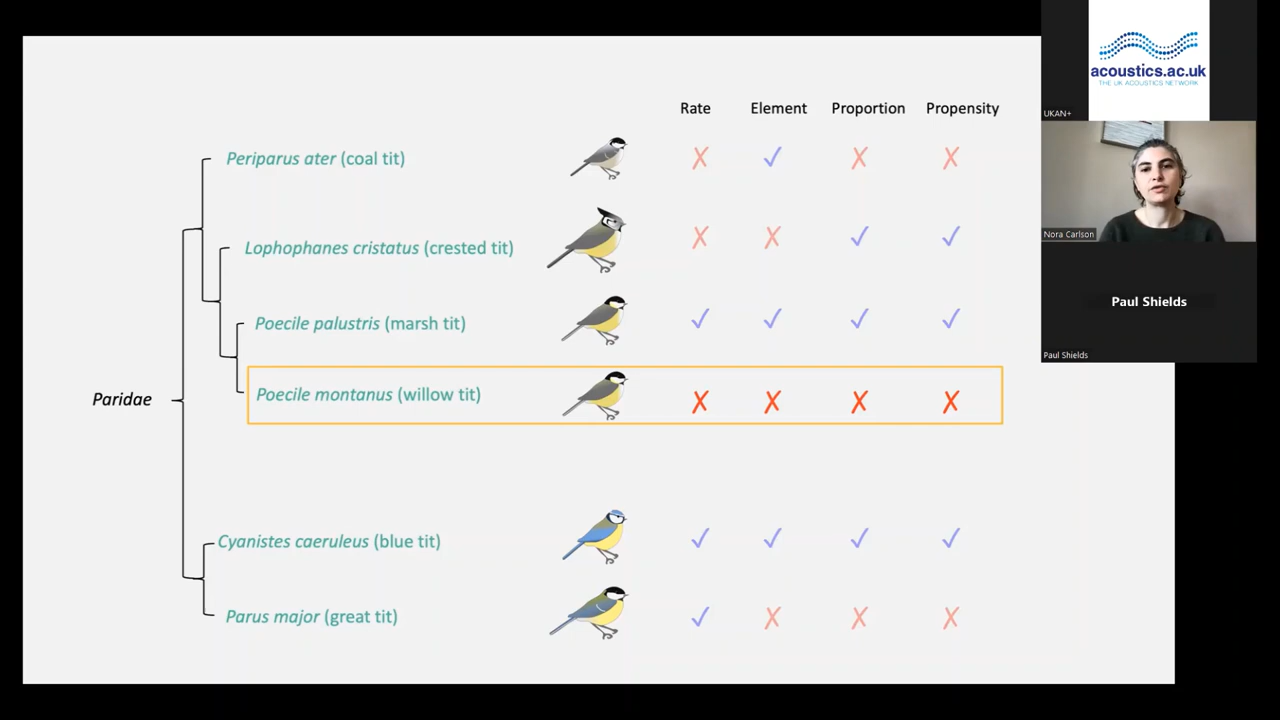 Rate Element Proportion Propensity
Periparus ater (coal tit) ✗ ✓ ✗ ✗
Lophophanes cristatus (crested tit) ✗ ✗ ✓ ✓
Poecile palustris (marsh tit) ✓ ✓ ✓ ✓
Paridae
Poecile montanus (willow tit) ✗ ✗ ✗ ✗
Cyanistes caeruleus (blue tit) ✓ ✓ ✓ ✓
Parus major (great tit) ✓ ✗ ✗ ✗
acoustics.ac.uk
THE UK ACOUSTICS NETWORK
UKAN+
Nora Carlson
Paul Shields
Paul Shields